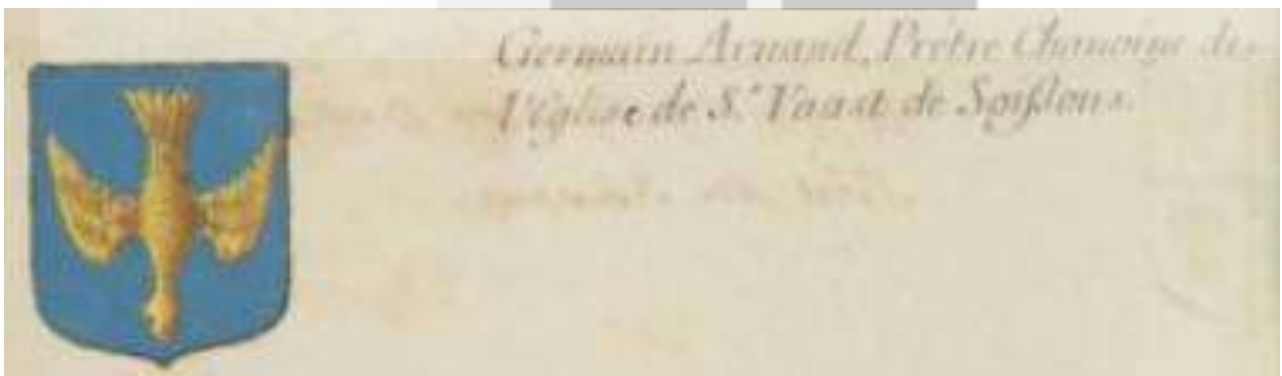 Germain Arnaud, Prêtre Chanoine de
l'Eglise de S.t Vaast de Soissons.